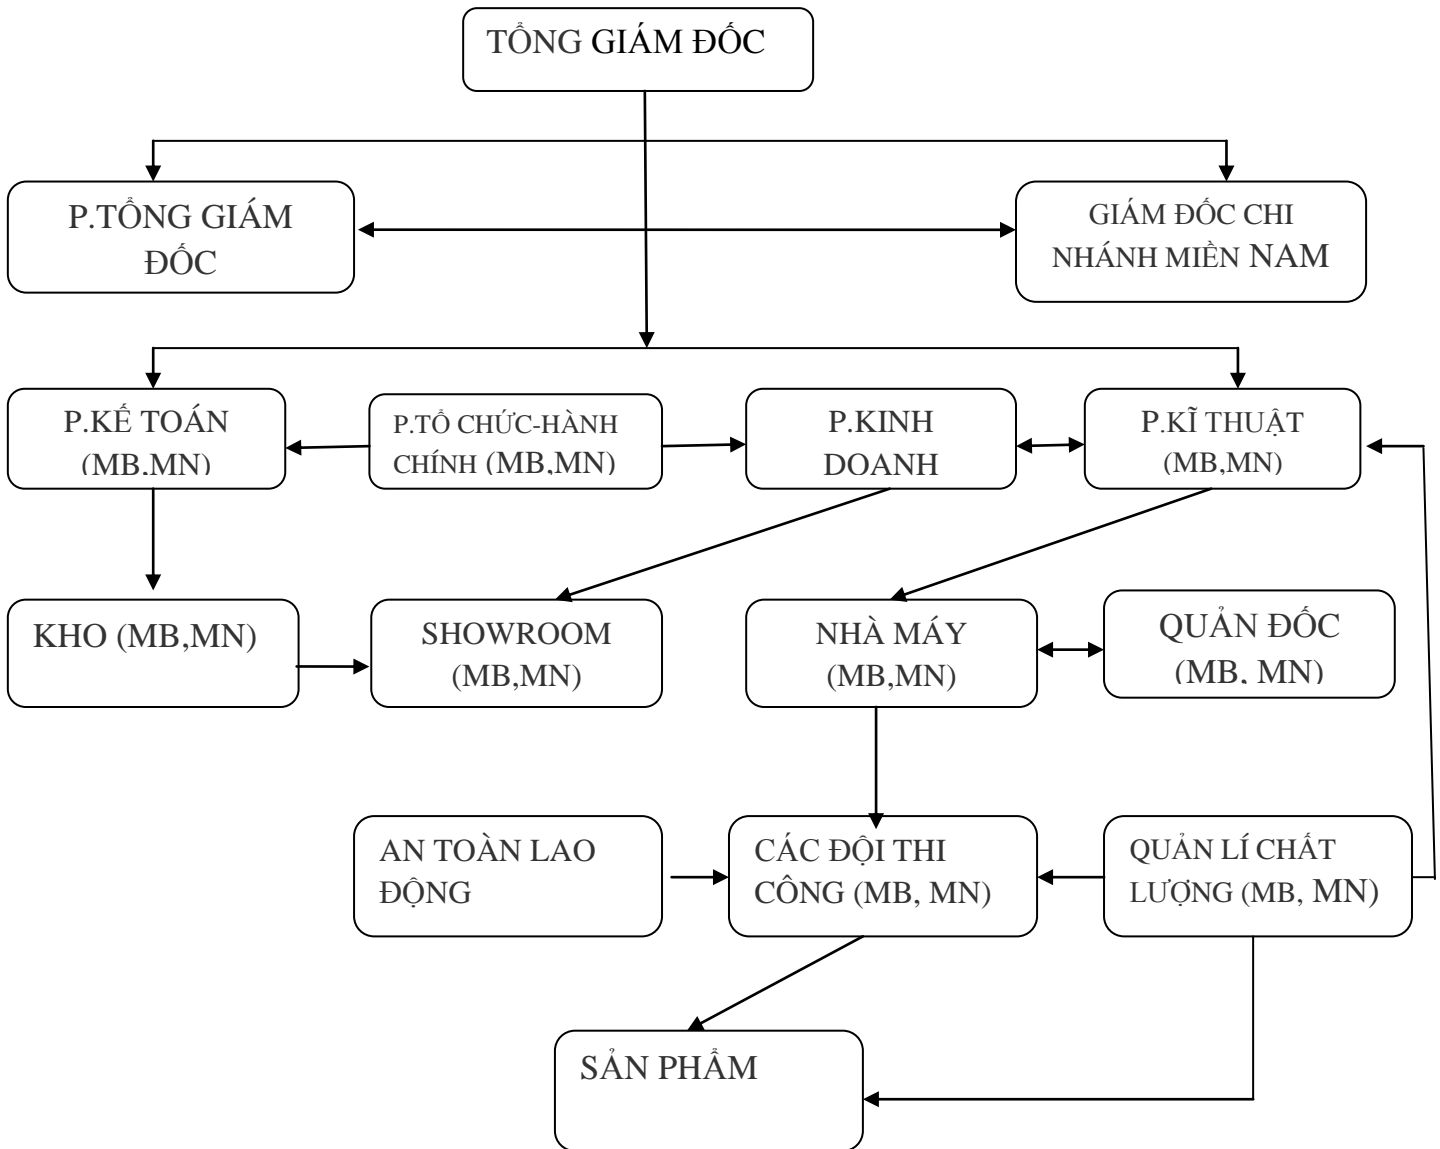 TỔNG GIÁM ĐỐC
P.TỔNG GIÁM
ĐỐC
GIÁM ĐỐC CHI
NHÁNH MIỀN NAM
P.KẾ TOÁN
(MB,MN)
P.TỔ CHỨC-HÀNH
CHÍNH (MB,MN)
P.KINH
DOANH
P.KĨ THUẬT
(MB,MN)
KHO (MB,MN)
SHOWROOM
(MB,MN)
NHÀ MÁY
(MB,MN)
QUẢN ĐỐC
(MB, MN)
AN TOÀN LAO
ĐỘNG
CÁC ĐỘI THI
CÔNG (MB, MN)
QUẢN LÍ CHẤT
LƯỢNG (MB, MN)
SẢN PHẨM